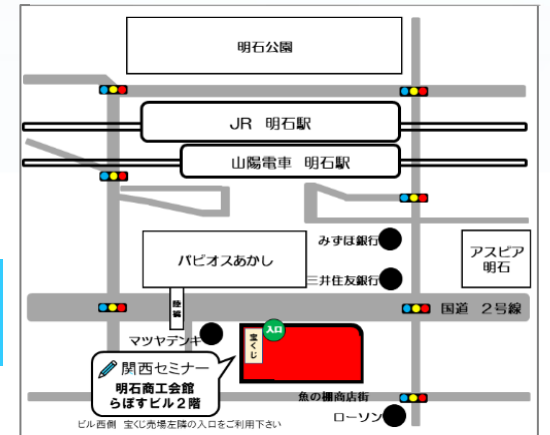 明石公園
JR 明石駅
山陽電車 明石駅
みずほ銀行
パピオスあかし
アスピア
明石
三井住友銀行
国道 2号線
入口
マツヤデンキ
宝くじ
関西セミナー
明石商工会館
らぽすビル2階
魚の棚商店街
ローソン
ビル西側 宝くじ売場左隣の入口をご利用下さい